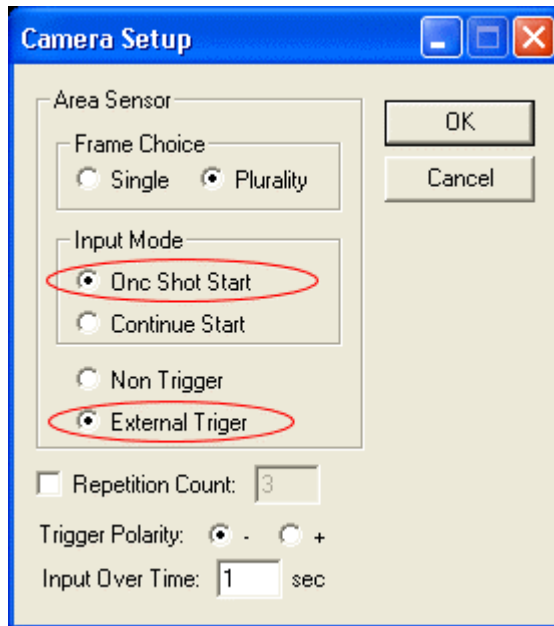 Camera Setup
Area Sensor
OK
Frame Choice
Single Plurality
Cancel
Input Mode
Onc Shot Start
Continue Start
Non Trigger
External Triger
Repetition Count: 3
Trigger Polarity: - +
Input Over Time: 1 sec